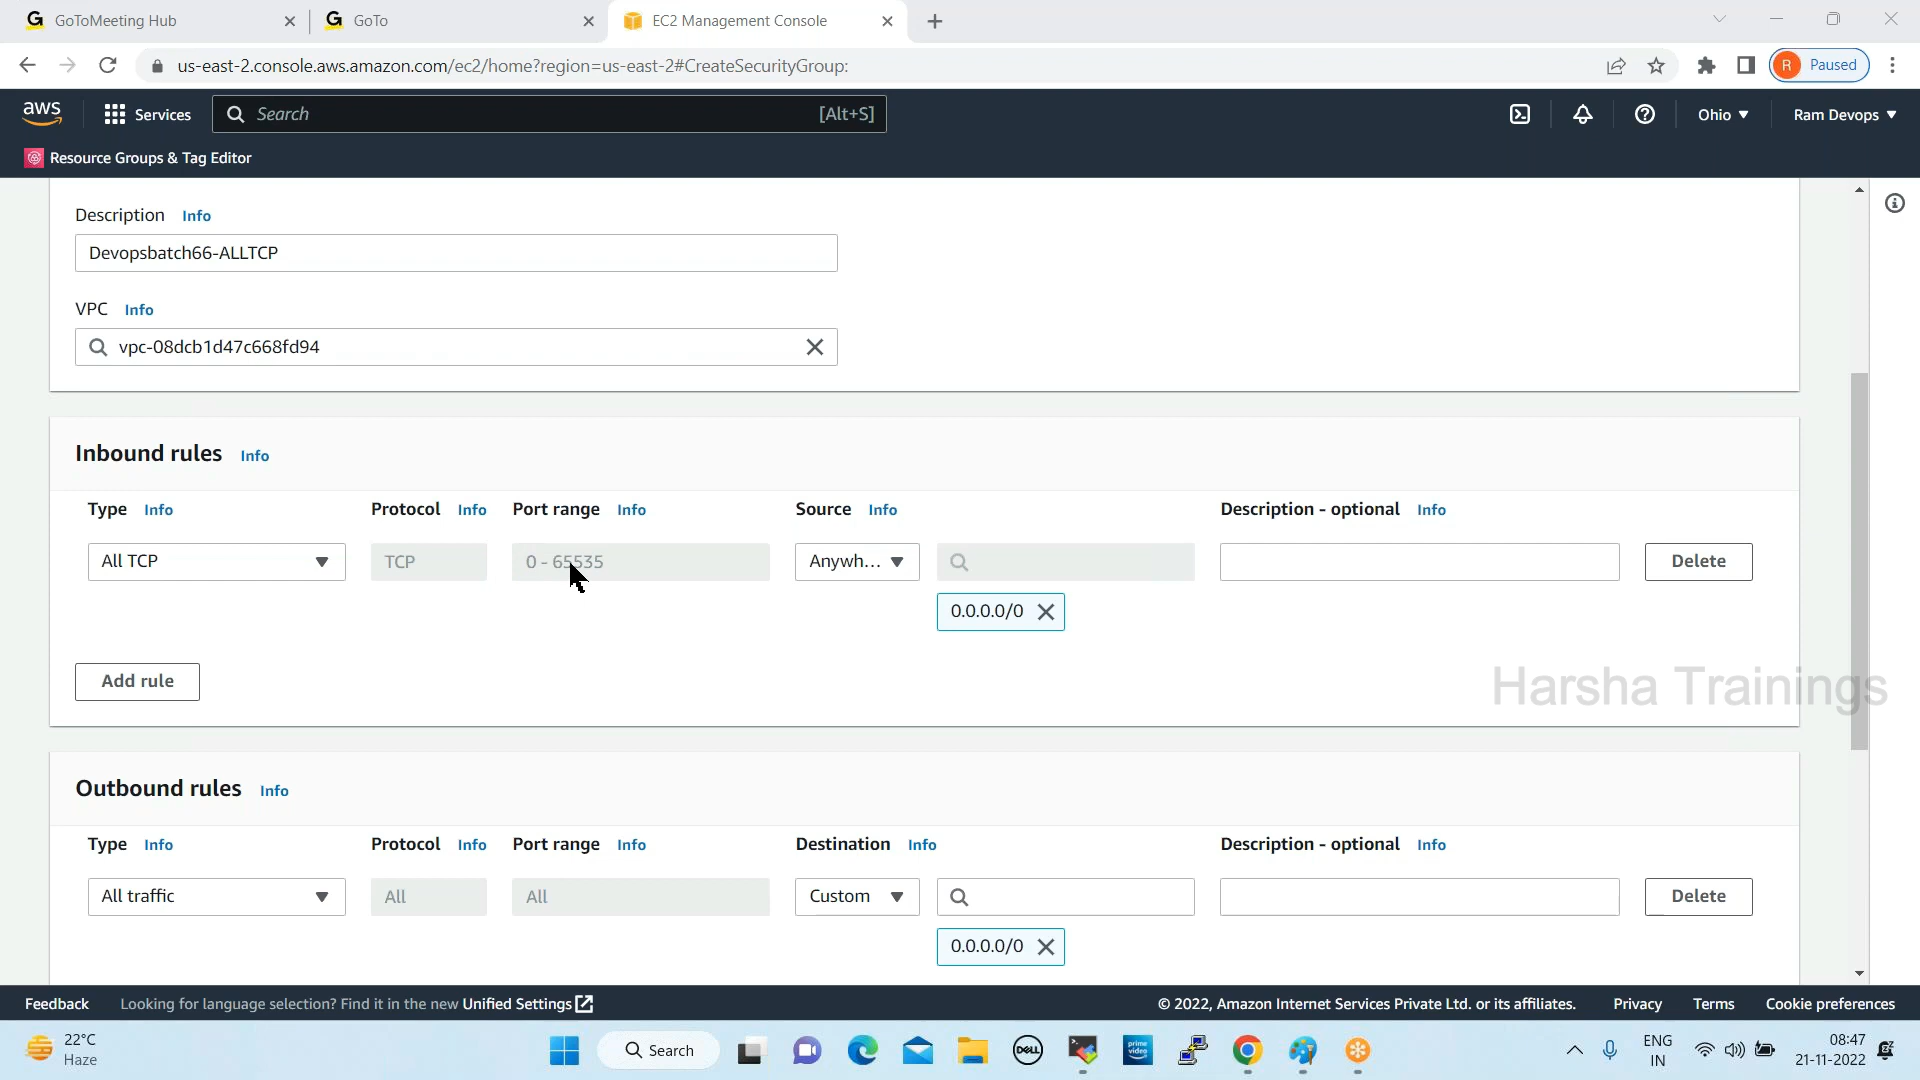 GoToMeeting Hub
GoTo
EC2 Management Console
us-east-2.console.aws.amazon.com/ec2/home?region=us-east-2#CreateSecurityGroup:
R Paused
aws
Services
Search [Alt+S]
Ohio
Ram Devops
Resource Groups & Tag Editor
Description Info
Devopsbatch66-ALLTCP
VPC Info
vpc-08dcb1d47c668fd94
Inbound rules Info
Type Info Protocol Info Port range Info Source Info Description - optional Info
All TCP TCP 0 - 65535 Anywh... Delete
0.0.0.0/0
Add rule
Harsha Trainings
Outbound rules Info
Type Info Protocol Info Port range Info Destination Info Description - optional Info
All traffic All All Custom Delete
0.0.0.0/0
Feedback Looking for language selection? Find it in the new Unified Settings © 2022, Amazon Internet Services Private Ltd. or its affiliates. Privacy Terms Cookie preferences
22°C
Haze
Search
DELL
prime video
ENG
IN
08:47
21-11-2022